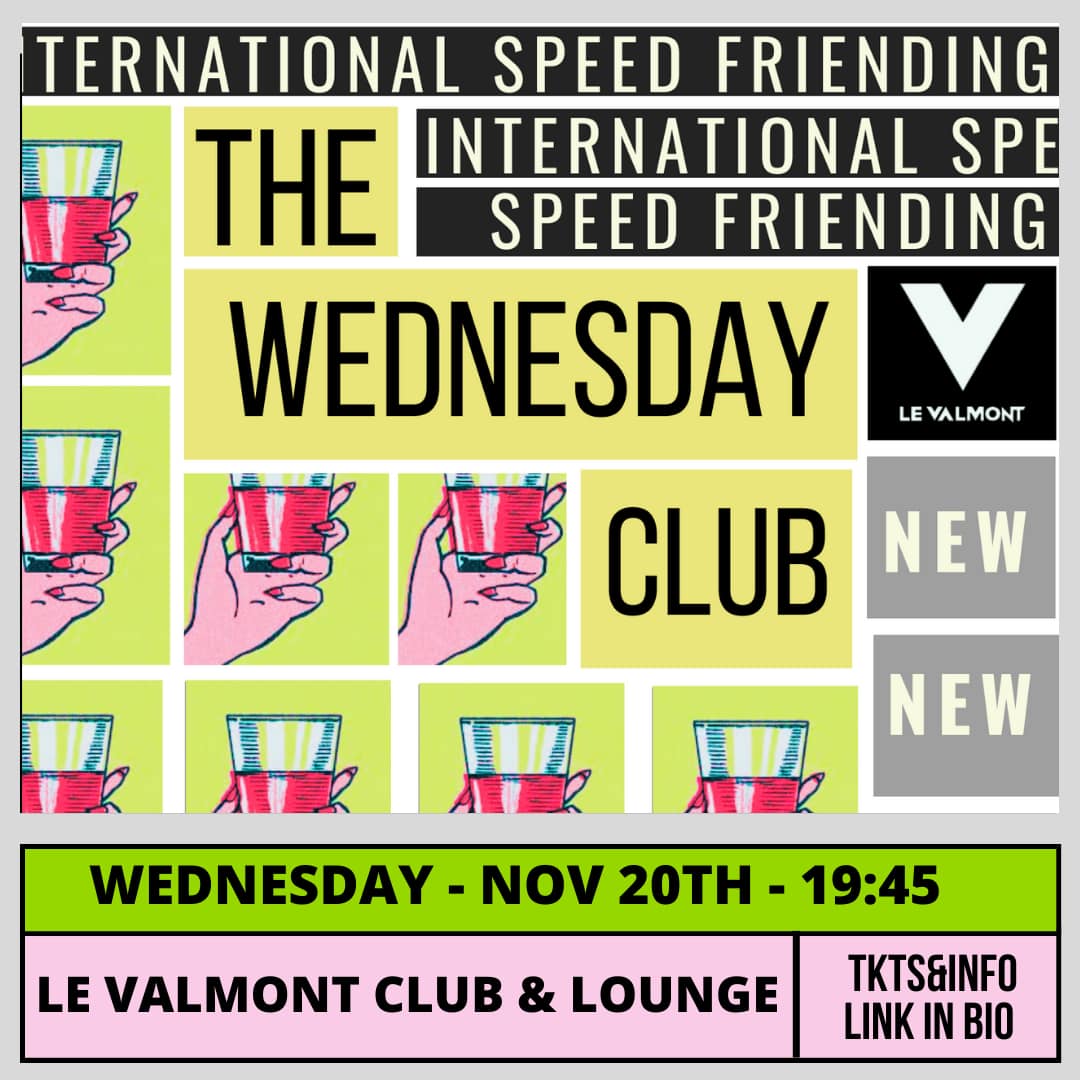 NTERNATIONAL SPEED FRIENDING
THE
INTERNATIONAL SPE
SPEED FRIENDING
WEDNESDAY
LE VALMONT
CLUB
NEW
NEW
WEDNESDAY - NOV 20TH - 19:45
LE VALMONT CLUB & LOUNGE
TKTS&INFO
LINK IN BIO